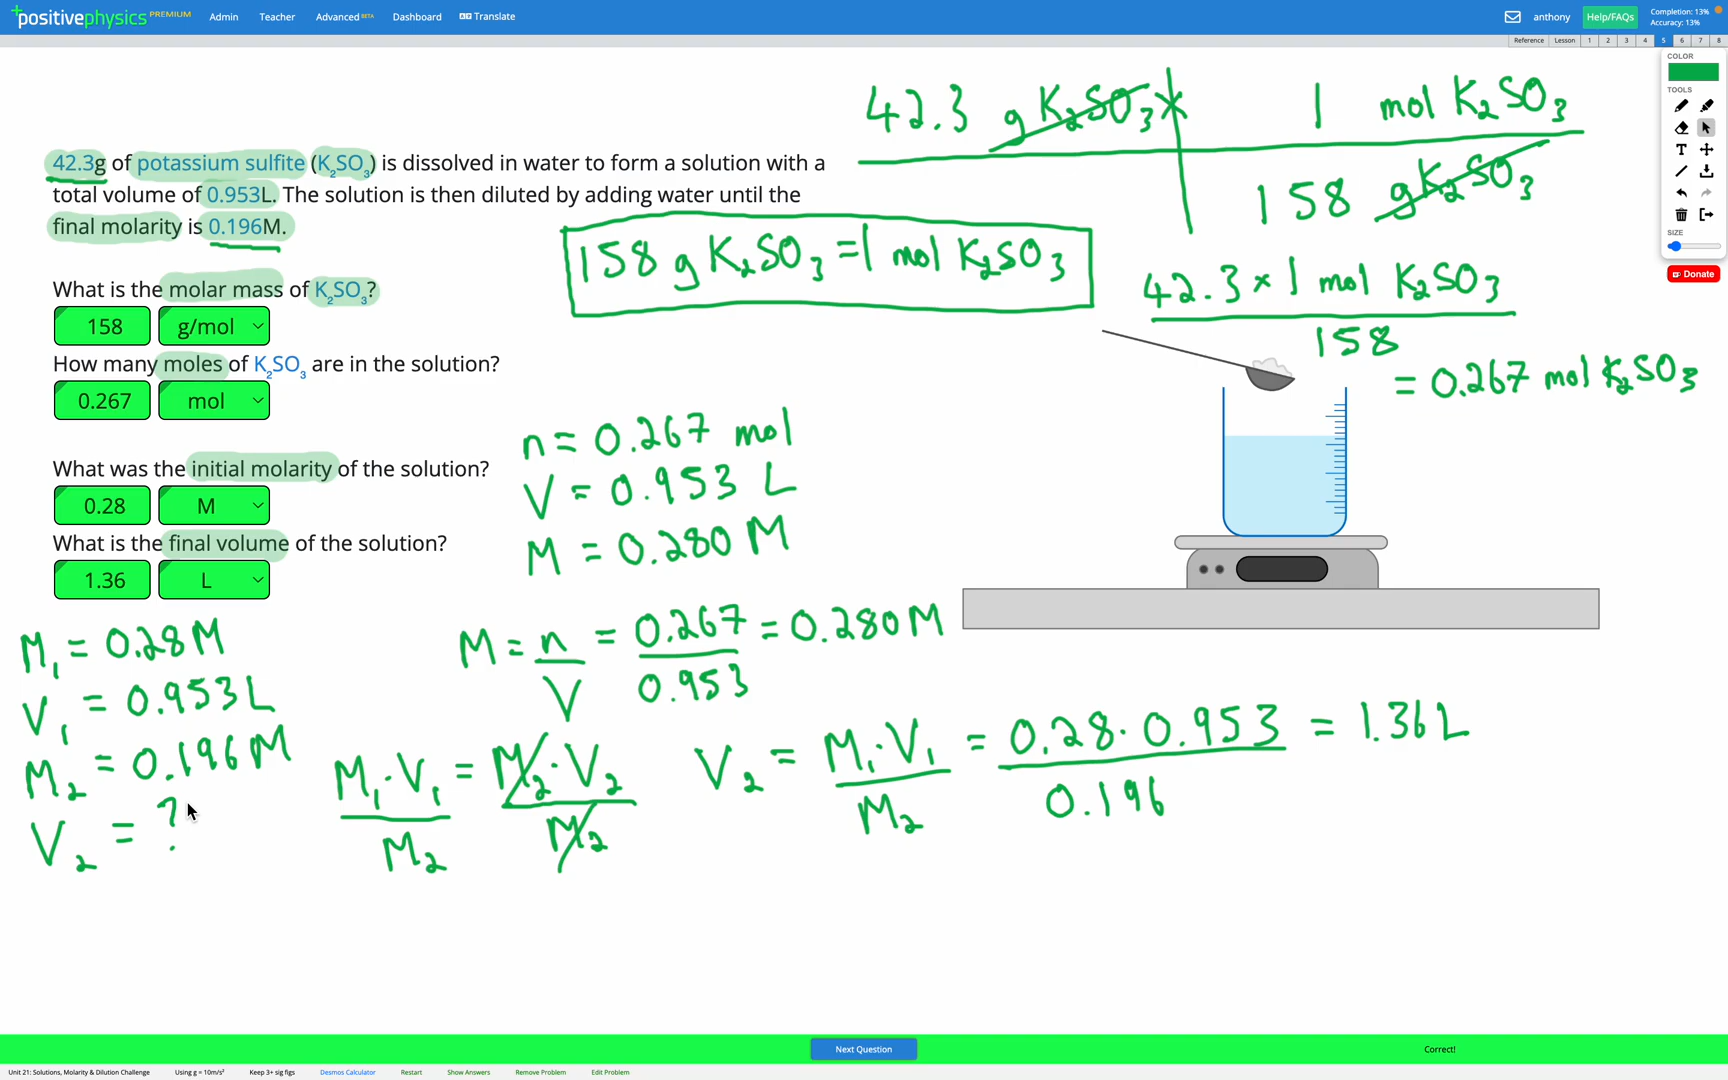 positivephysics PREMIUM Admin Teacher Advanced BETA Dashboard Translate anthony Help/FAQs Completion: 13% Accuracy: 13%
Reference Lesson 1 2 3 4 5 6 7 8
COLOR
TOOLS
T
SIZE
Donate
42.3 g K₂SO₃ × 1 mol K₂SO₃
158 g K₂SO₃
42.3g of potassium sulfite (K₂SO₃) is dissolved in water to form a solution with a
total volume of 0.953L. The solution is then diluted by adding water until the
final molarity is 0.196M.
158 g K₂SO₃ = 1 mol K₂SO₃
42.3 × 1 mol K₂SO₃
158
= 0.267 mol K₂SO₃
What is the molar mass of K₂SO₃?
158 g/mol
How many moles of K₂SO₃ are in the solution?
0.267 mol
What was the initial molarity of the solution?
0.28 M
What is the final volume of the solution?
1.36 L
n = 0.267 mol
V = 0.953 L
M = 0.280 M
M = n/V = 0.267/0.953 = 0.280 M
M₁ = 0.28 M
V₁ = 0.953 L
M₂ = 0.196 M
V₂ = ?
M₁·V₁/M₂ = M₂·V₂/M₂
V₂ = M₁·V₁/M₂ = 0.28·0.953/0.196 = 1.36 L
Next Question Correct!
Unit 21: Solutions, Molarity & Dilution Challenge Using g = 10m/s² Keep 3+ sig figs Desmos Calculator Restart Show Answers Remove Problem Edit Problem